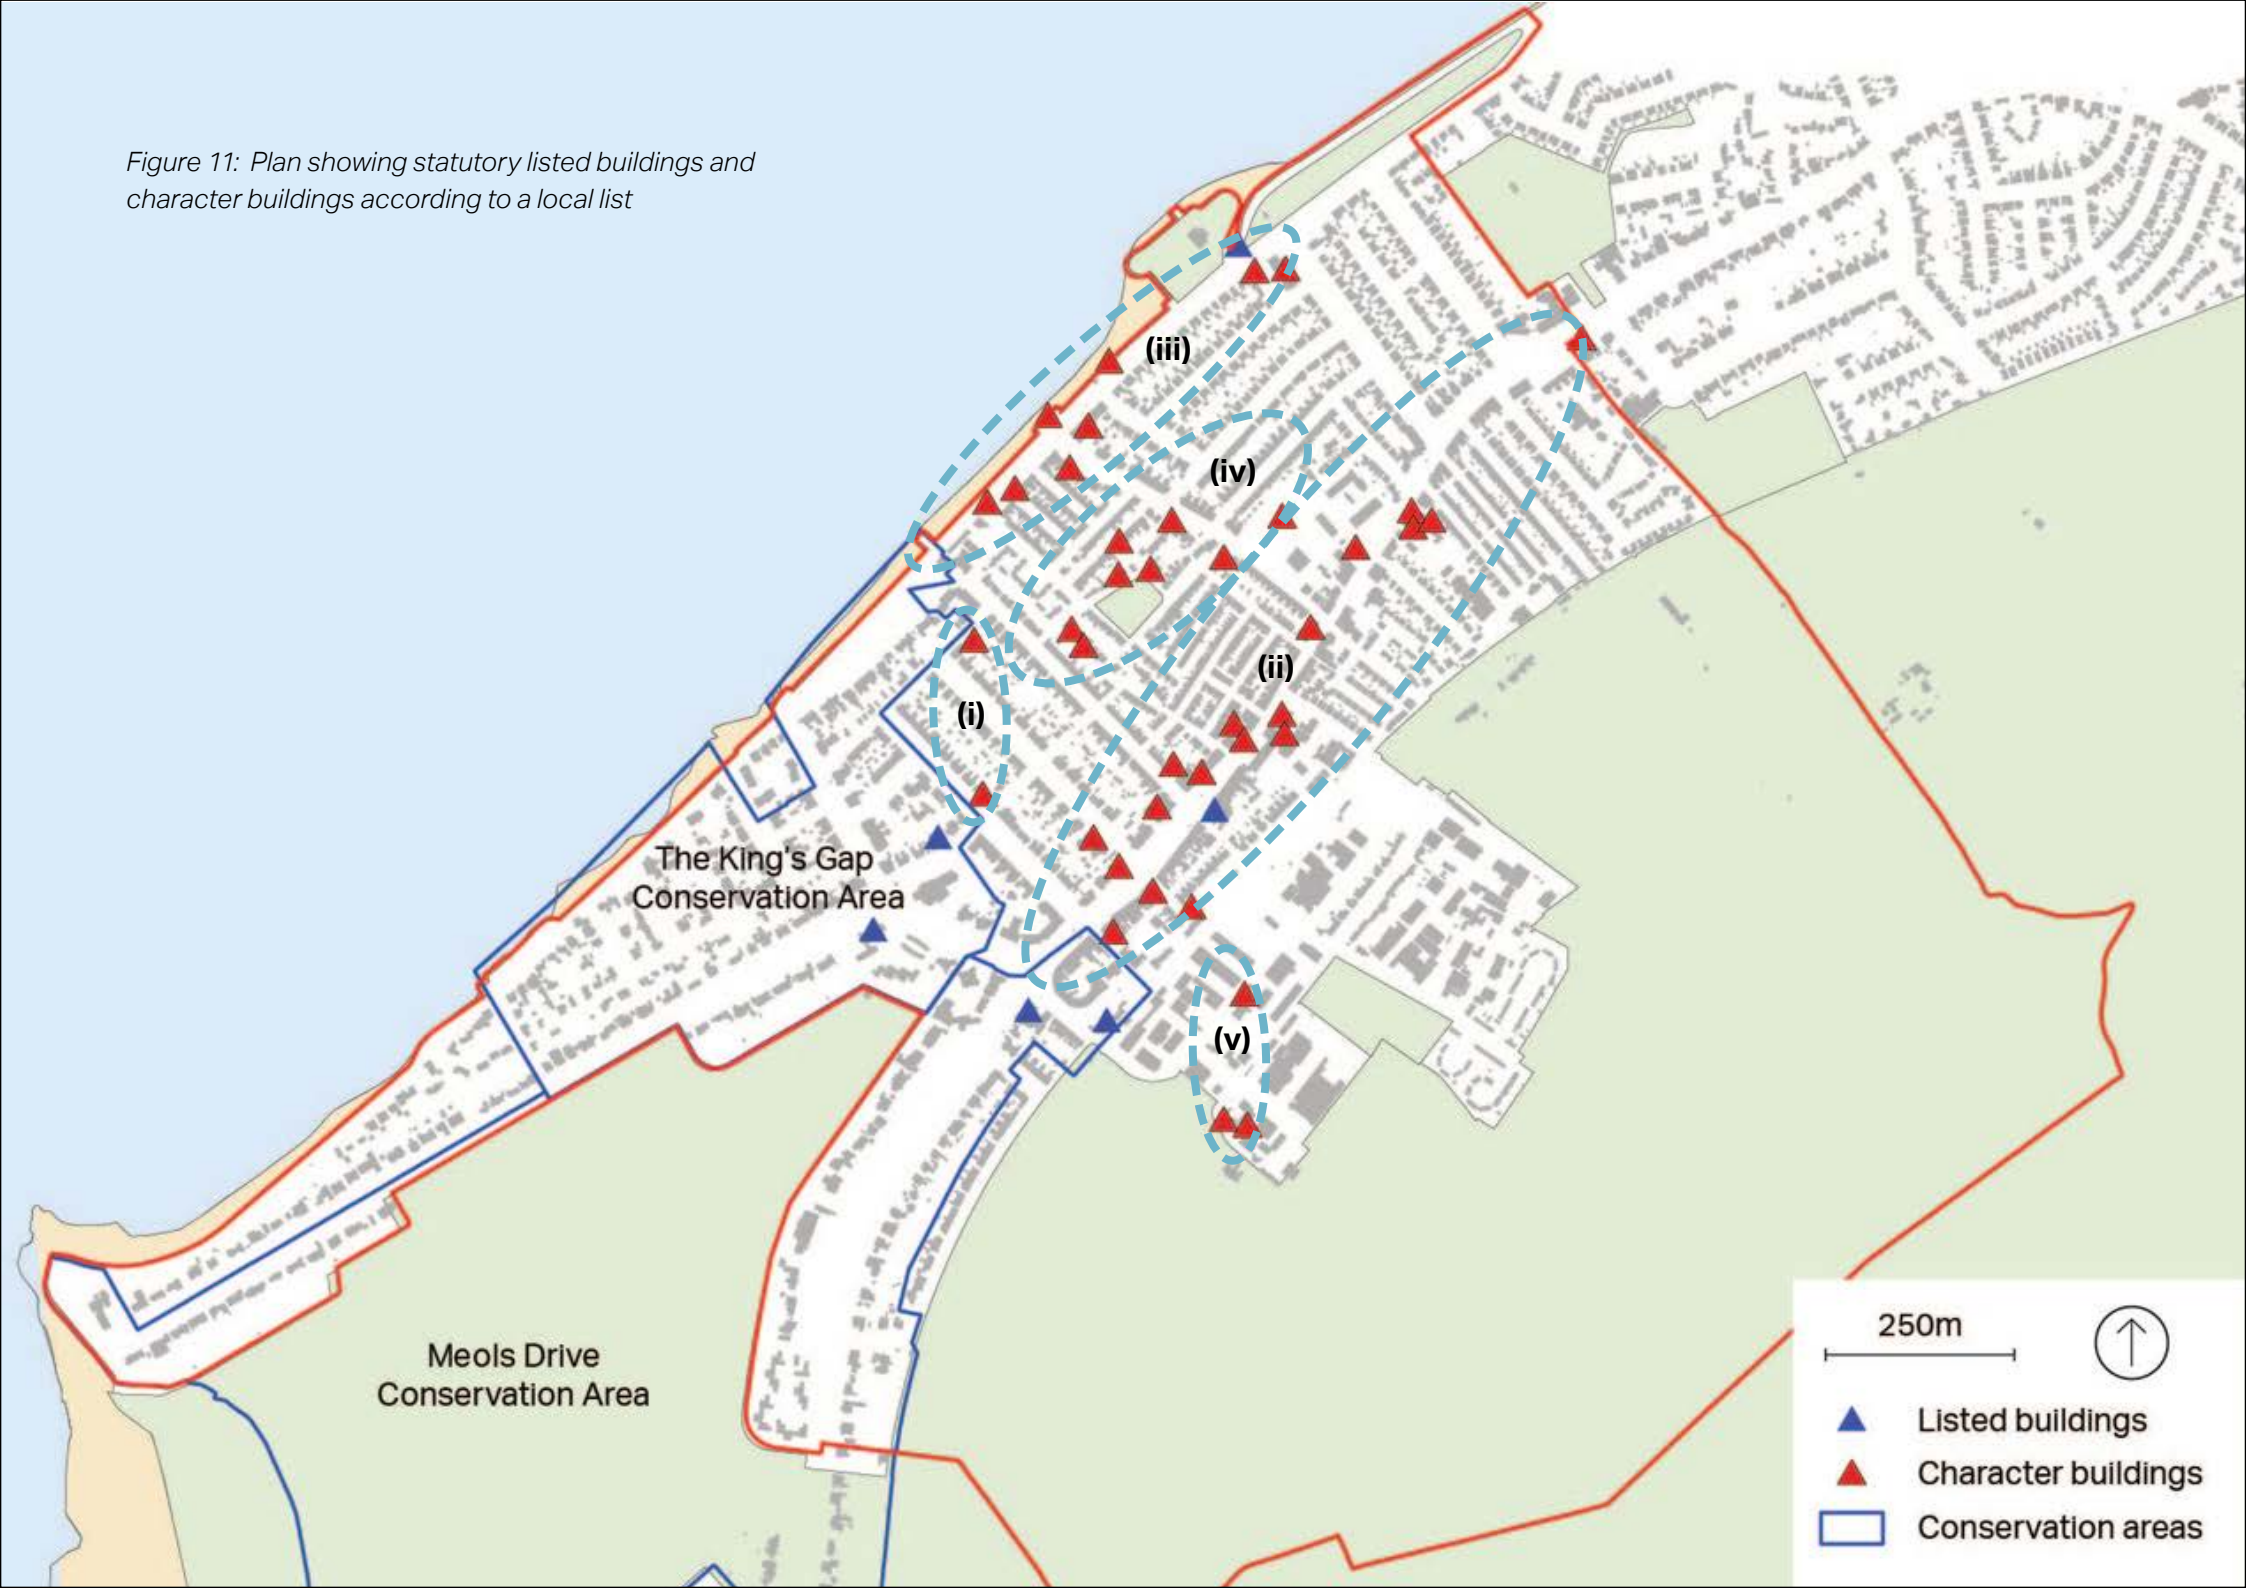 Figure 11: Plan showing statutory listed buildings and
character buildings according to a local list
(iii)
(iv)
(ii)
(i)
The King's Gap
Conservation Area
(v)
Meols Drive
Conservation Area
250m
Listed buildings
Character buildings
Conservation areas